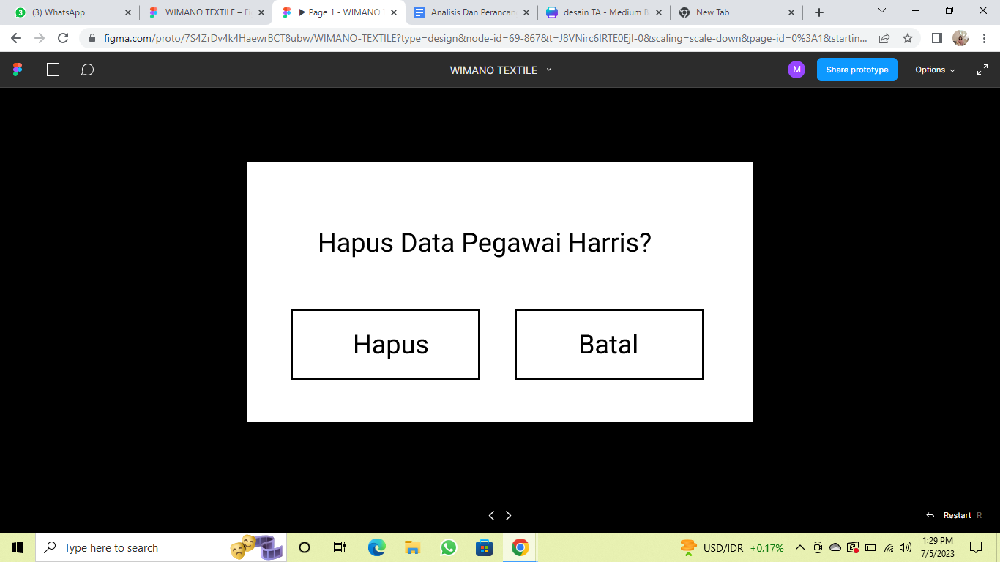 (3) WhatsApp
WIMANO TEXTILE – Fi
Page 1 - WIMANO
Analisis Dan Perancan
desain TA - Medium B
New Tab
figma.com/proto/7S4ZrDv4k4HaewrBCT8ubw/WIMANO-TEXTILE?type=design&node-id=69-867&t=J8VNirc6IRTE0EjI-0&scaling=scale-down&page-id=0%3A1&startin...
WIMANO TEXTILE
M
Share prototype
Options
Hapus Data Pegawai Harris?
Hapus
Batal
Restart R
Type here to search
USD/IDR +0,17%
1:29 PM
7/5/2023